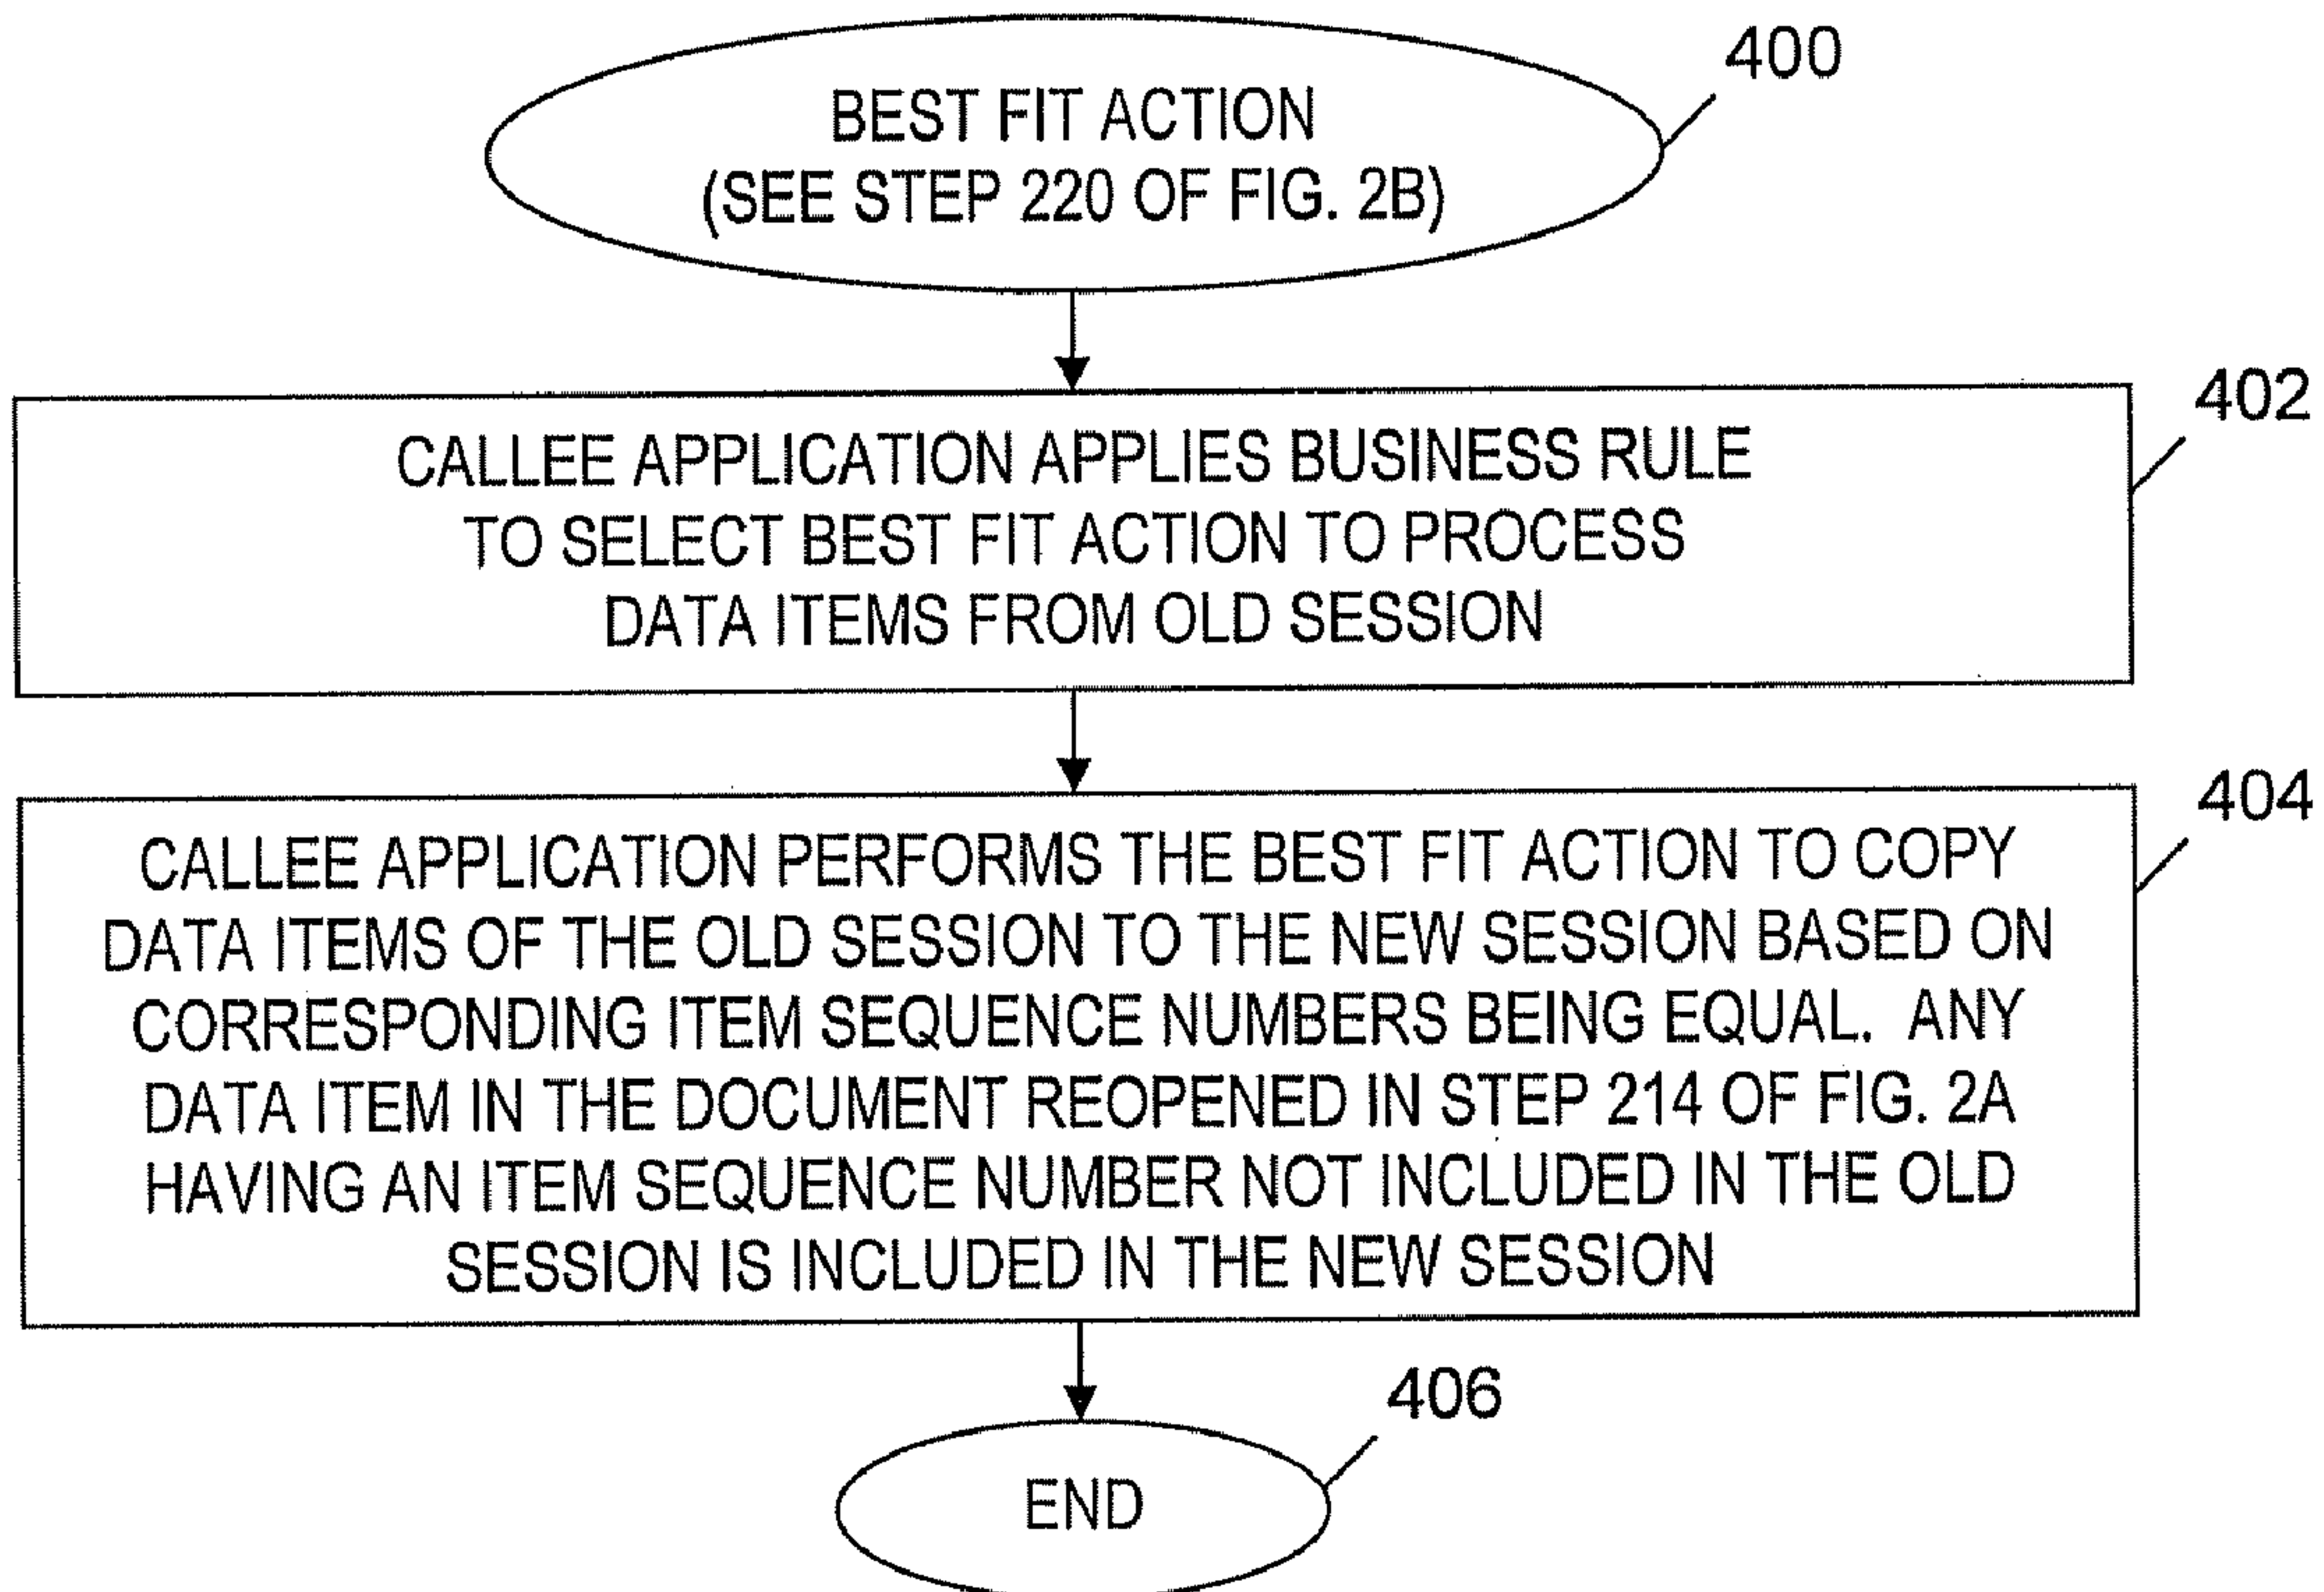 400
BEST FIT ACTION
(SEE STEP 220 OF FIG. 2B)
402
CALLEE APPLICATION APPLIES BUSINESS RULE
TO SELECT BEST FIT ACTION TO PROCESS
DATA ITEMS FROM OLD SESSION
404
CALLEE APPLICATION PERFORMS THE BEST FIT ACTION TO COPY
DATA ITEMS OF THE OLD SESSION TO THE NEW SESSION BASED ON
CORRESPONDING ITEM SEQUENCE NUMBERS BEING EQUAL. ANY
DATA ITEM IN THE DOCUMENT REOPENED IN STEP 214 OF FIG. 2A
HAVING AN ITEM SEQUENCE NUMBER NOT INCLUDED IN THE OLD
SESSION IS INCLUDED IN THE NEW SESSION
406
END